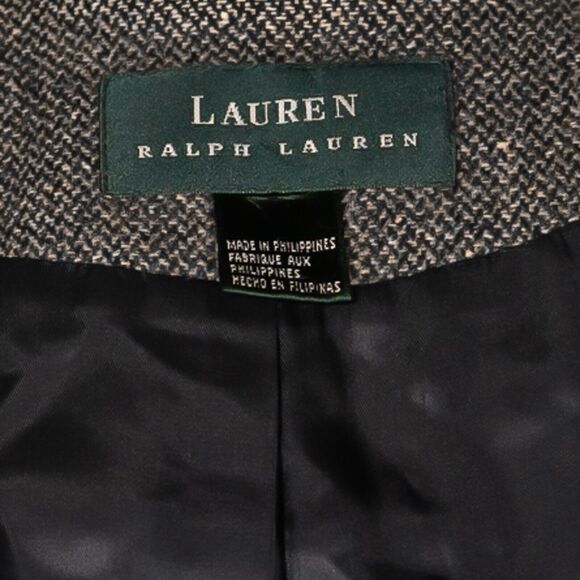 LAUREN
RALPH LAUREN
MADE IN PHILIPPINES
FABRIQUE AUX
PHILIPPINES
HECHO EN FILIPINAS